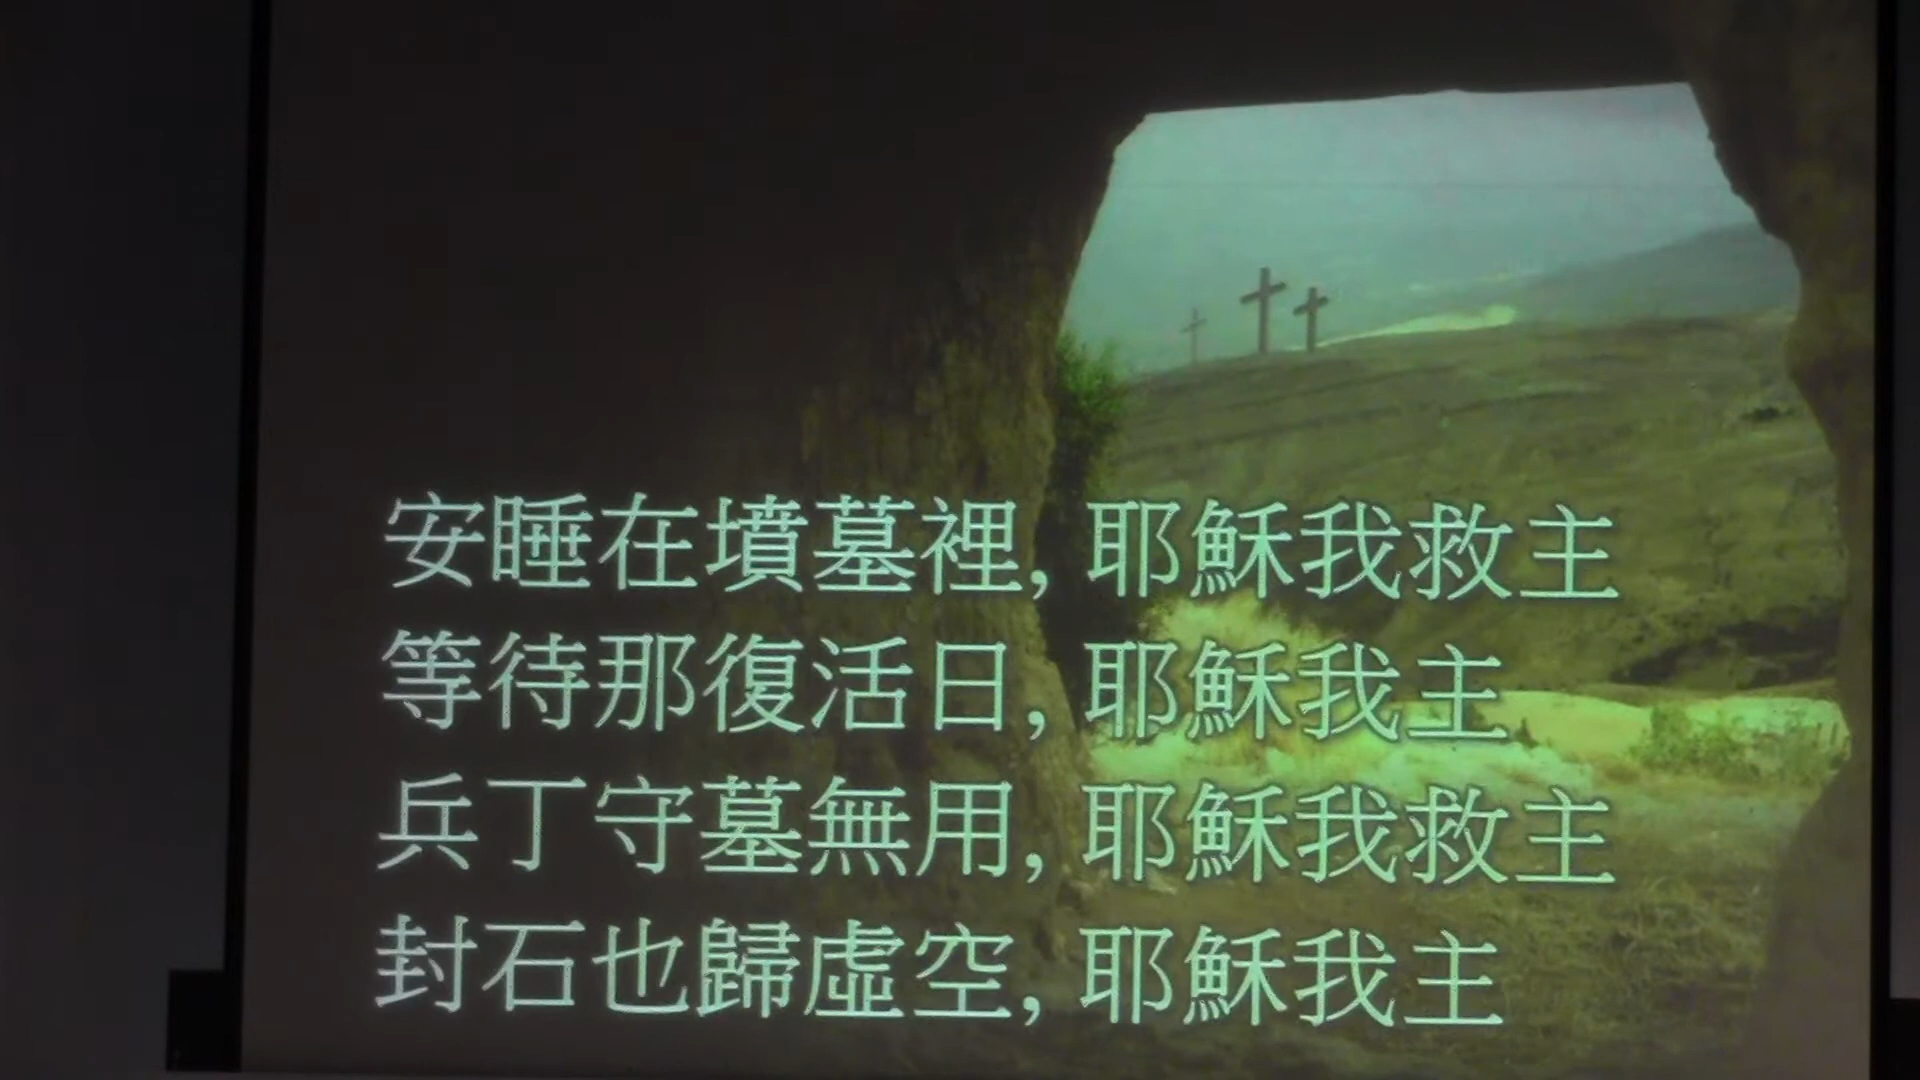 安睡在墳墓裡, 耶穌我救主
等待那復活日, 耶穌我主
兵丁守墓無用, 耶穌我救主
封石也歸虛空, 耶穌我主